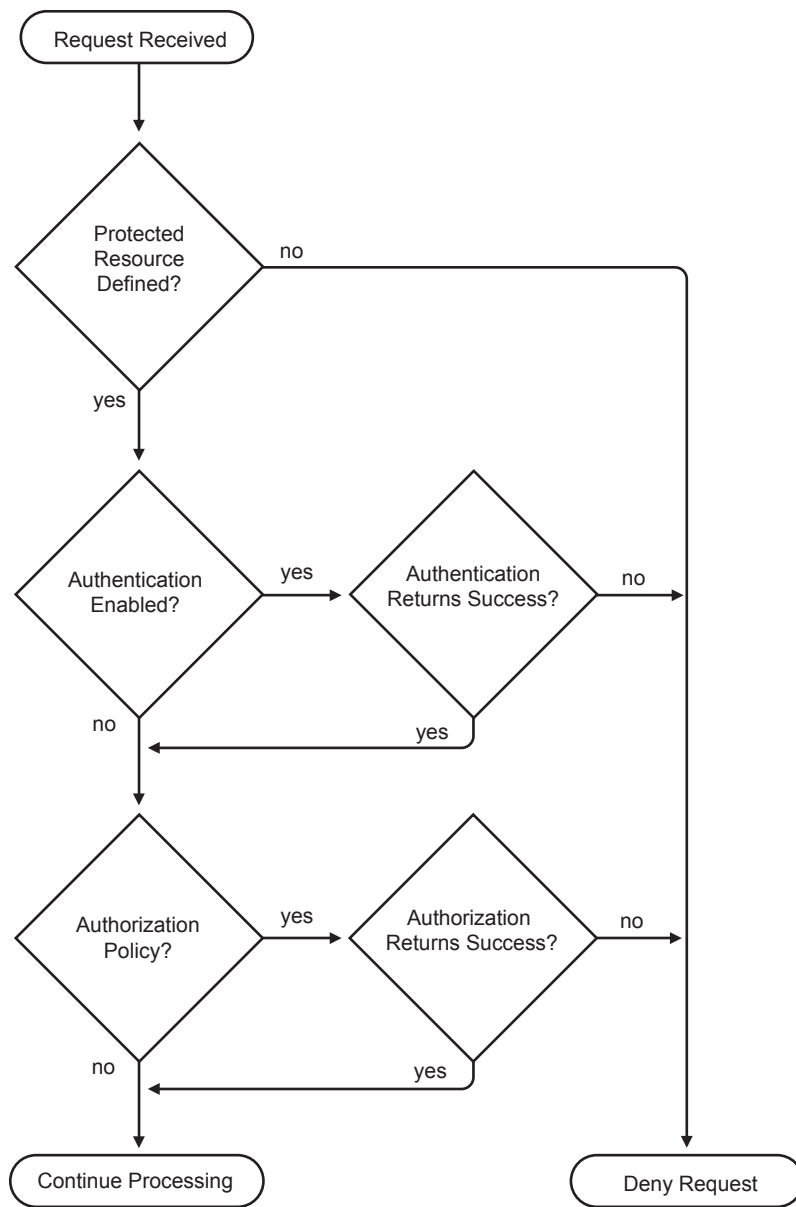 Request Received
Protected
Resource
Defined?
no
yes
Authentication
Enabled?
yes
Authentication
Returns Success?
no
no
yes
Authorization
Policy?
yes
Authorization
Returns Success?
no
no
yes
Continue Processing
Deny Request